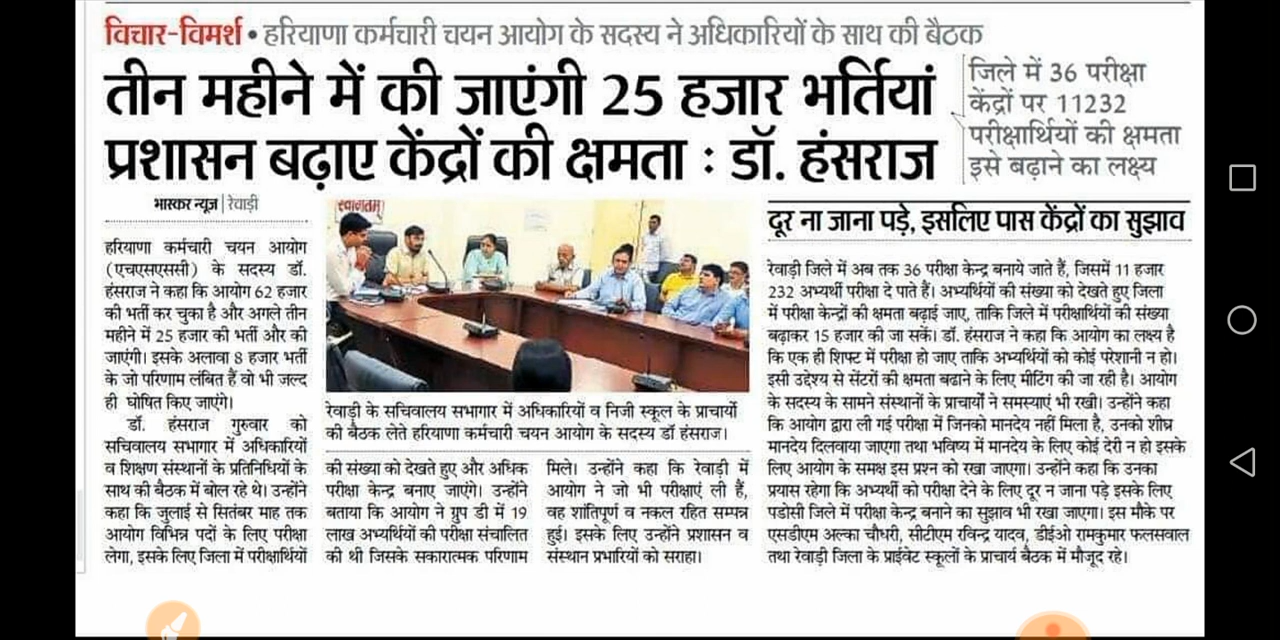 विचार-विमर्श • हरियाणा कर्मचारी चयन आयोग के सदस्य ने अधिकारियों के साथ की बैठक
तीन महीने में की जाएंगी 25 हजार भर्तियां
प्रशासन बढ़ाए केंद्रों की क्षमता : डॉ. हंसराज
जिले में 36 परीक्षा
केंद्रों पर 11232
परीक्षार्थियों की क्षमता
इसे बढ़ाने का लक्ष्य
भास्कर न्यूज | रेवाड़ी
हरियाणा कर्मचारी चयन आयोग
(एचएसएससी) के सदस्य डॉ.
हंसराज ने कहा कि आयोग 62 हजार
की भर्ती कर चुका है और अगले तीन
महीने में 25 हजार की भर्ती और की
जाएंगी। इसके अलावा 8 हजार भर्ती
के जो परिणाम लंबित हैं वो भी जल्द
ही घोषित किए जाएंगे।
डॉ. हंसराज गुरुवार को
सचिवालय सभागार में अधिकारियों
व शिक्षण संस्थानों के प्रतिनिधियों के
साथ की बैठक में बोल रहे थे। उन्होंने
कहा कि जुलाई से सितंबर माह तक
आयोग विभिन्न पदों के लिए परीक्षा
लेगा, इसके लिए जिला में परीक्षार्थियों
स्वागतम्
रेवाड़ी के सचिवालय सभागार में अधिकारियों व निजी स्कूल के प्राचार्यो
की बैठक लेते हरियाणा कर्मचारी चयन आयोग के सदस्य डॉ हंसराज।
की संख्या को देखते हुए और अधिक
परीक्षा केन्द्र बनाए जाएंगे। उन्होंने
बताया कि आयोग ने ग्रुप डी में 19
लाख अभ्यर्थियों की परीक्षा संचालित
की थी जिसके सकारात्मक परिणाम
मिले। उन्होंने कहा कि रेवाड़ी में
आयोग ने जो भी परीक्षाएं ली हैं,
वह शांतिपूर्ण व नकल रहित सम्पन्न
हुई। इसके लिए उन्होंने प्रशासन व
संस्थान प्रभारियों को सराहा।
दूर ना जाना पड़े, इसलिए पास केंद्रों का सुझाव
रेवाड़ी जिले में अब तक 36 परीक्षा केन्द्र बनाये जाते हैं, जिसमें 11 हजार
232 अभ्यर्थी परीक्षा दे पाते हैं। अभ्यर्थियों की संख्या को देखते हुए जिला
में परीक्षा केन्द्रों की क्षमता बढ़ाई जाए, ताकि जिले में परीक्षार्थियों की संख्या
बढ़ाकर 15 हजार की जा सकें। डॉ. हंसराज ने कहा कि आयोग का लक्ष्य है
कि एक ही शिफ्ट में परीक्षा हो जाए ताकि अभ्यर्थियों को कोई परेशानी न हो।
इसी उद्देश्य से सेंटरों की क्षमता बढाने के लिए मीटिंग की जा रही है। आयोग
के सदस्य के सामने संस्थानों के प्राचार्यों ने समस्याएं भी रखी। उन्होंने कहा
कि आयोग द्वारा ली गई परीक्षा में जिनको मानदेय नहीं मिला है, उनको शीघ्र
मानदेय दिलवाया जाएगा तथा भविष्य में मानदेय के लिए कोई देरी न हो इसके
लिए आयोग के समक्ष इस प्रश्न को रखा जाएगा। उन्होंने कहा कि उनका
प्रयास रहेगा कि अभ्यर्थी को परीक्षा देने के लिए दूर न जाना पड़े इसके लिए
पडोसी जिले में परीक्षा केन्द्र बनाने का सुझाव भी रखा जाएगा। इस मौके पर
एसडीएम अल्का चौधरी, सीटीएम रविन्द्र यादव, डीईओ रामकुमार फलसवाल
तथा रेवाड़ी जिला के प्राईवेट स्कूलों के प्राचार्य बैठक में मौजूद रहे।